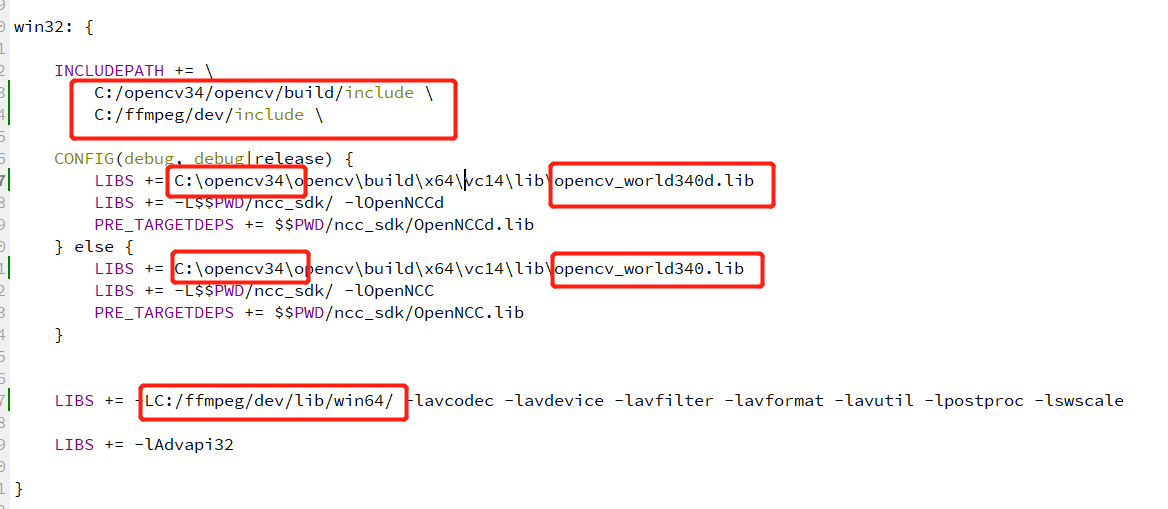 win32: {
INCLUDEPATH += \
C:/opencv34/opencv/build/include \
C:/ffmpeg/dev/include \
CONFIG(debug, debug|release) {
LIBS += C:\opencv34\opencv\build\x64\vc14\lib\opencv_world340d.lib
LIBS += -L$$PWD/ncc_sdk/ -lOpenNCCd
PRE_TARGETDEPS += $$PWD/ncc_sdk/OpenNCCd.lib
} else {
LIBS += C:\opencv34\opencv\build\x64\vc14\lib\opencv_world340.lib
LIBS += -L$$PWD/ncc_sdk/ -lOpenNCC
PRE_TARGETDEPS += $$PWD/ncc_sdk/OpenNCC.lib
}
LIBS += -LC:/ffmpeg/dev/lib/win64/ -lavcodec -lavdevice -lavfilter -lavformat -lavutil -lpostproc -lswscale
LIBS += -lAdvapi32
}